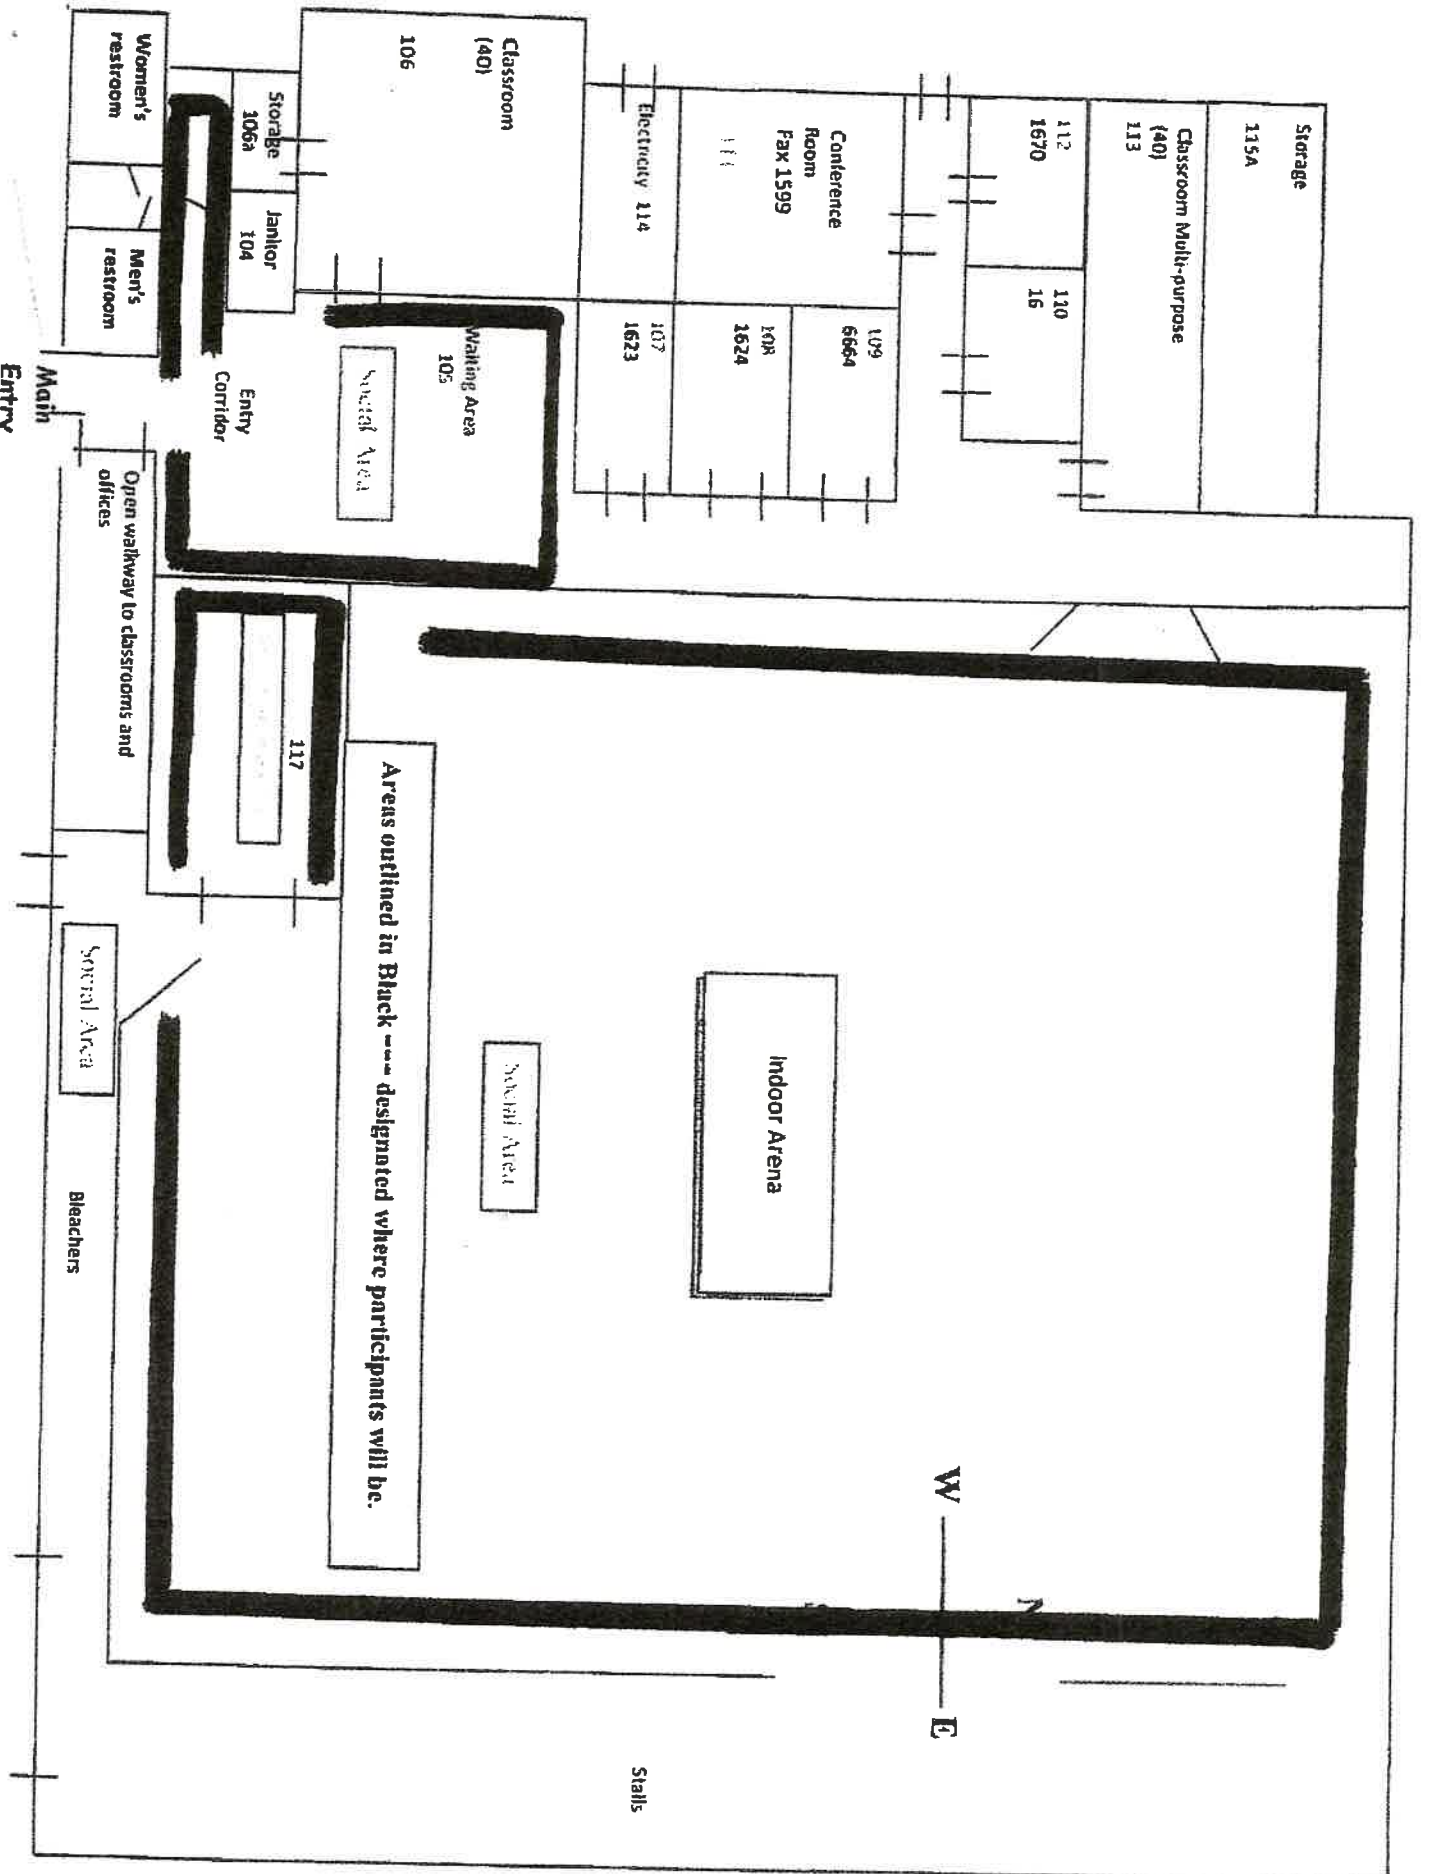 Storage
115A
Classroom Multi-purpose
(40)
113
112
1670
110
16
Conference
Room
Fax 1599
111
109
6664
108
1624
107
1623
Electricity 114
Classroom
(40)
106
Waiting Area
105
Social Area
Storage
106a
Janitor
104
Entry
Corridor
Women's
restroom
Men's
restroom
Main
Entry
Open walkway to classrooms and
offices
117
Areas outlined in Black --- designated where participants will be.
Indoor Arena
Social Area
Social Area
Bleachers
W
E
N
Stalls